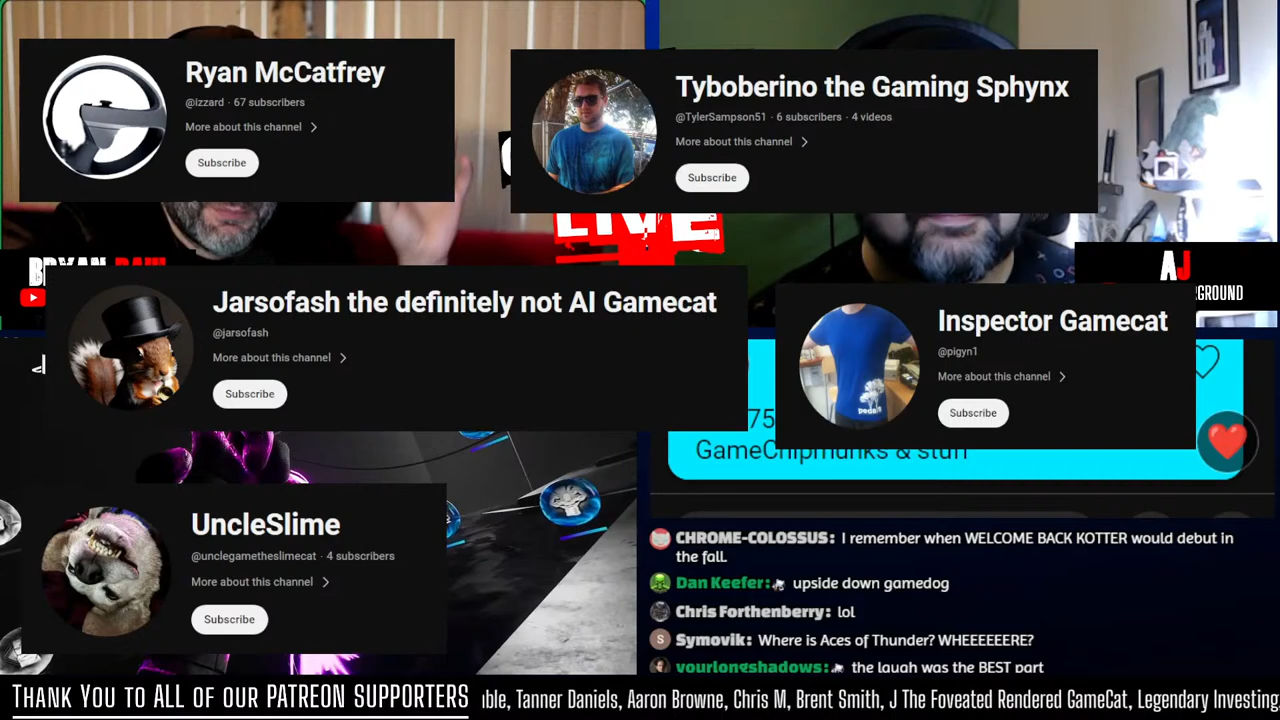 Ryan McCatfrey
@izzard · 67 subscribers
More about this channel
Subscribe
Tyboberino the Gaming Sphynx
@TylerSampson51 · 6 subscribers · 4 videos
More about this channel
Subscribe
LIVE
BRYAN PAUL
AJ
Jarsofash the definitely not AI Gamecat
@jarsofash
More about this channel
Subscribe
Inspector Gamecat
@pigyn1
More about this channel
Subscribe
75
GameChipmunks & stuff
UncleSlime
@unclegametheslimecat · 4 subscribers
More about this channel
Subscribe
CHROME-COLOSSUS: I remember when WELCOME BACK KOTTER would debut in
the fall.
Dan Keefer: upside down gamedog
Chris Forthenberry: lol
S Symovik: Where is Aces of Thunder? WHEEEEEERE?
yourlongshadows: the laugh was the BEST part
THANK YOU TO ALL OF OUR PATREON SUPPORTERS
ble, Tanner Daniels, Aaron Browne, Chris M, Brent Smith, J The Foveated Rendered GameCat, Legendary Investing